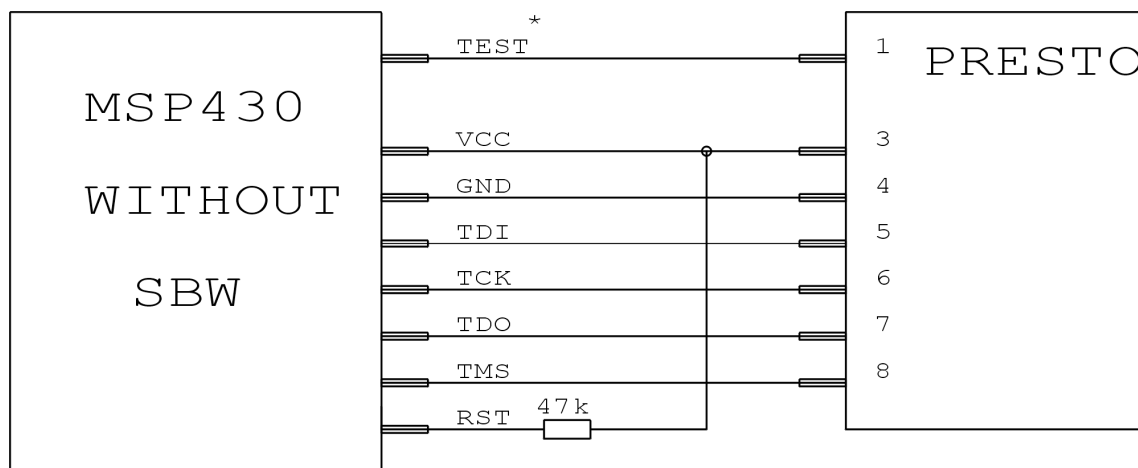 *
TEST 1
PRESTO
MSP430
VCC 3
WITHOUT
GND 4
TDI 5
SBW
TCK 6
TDO 7
TMS 8
RST 47k